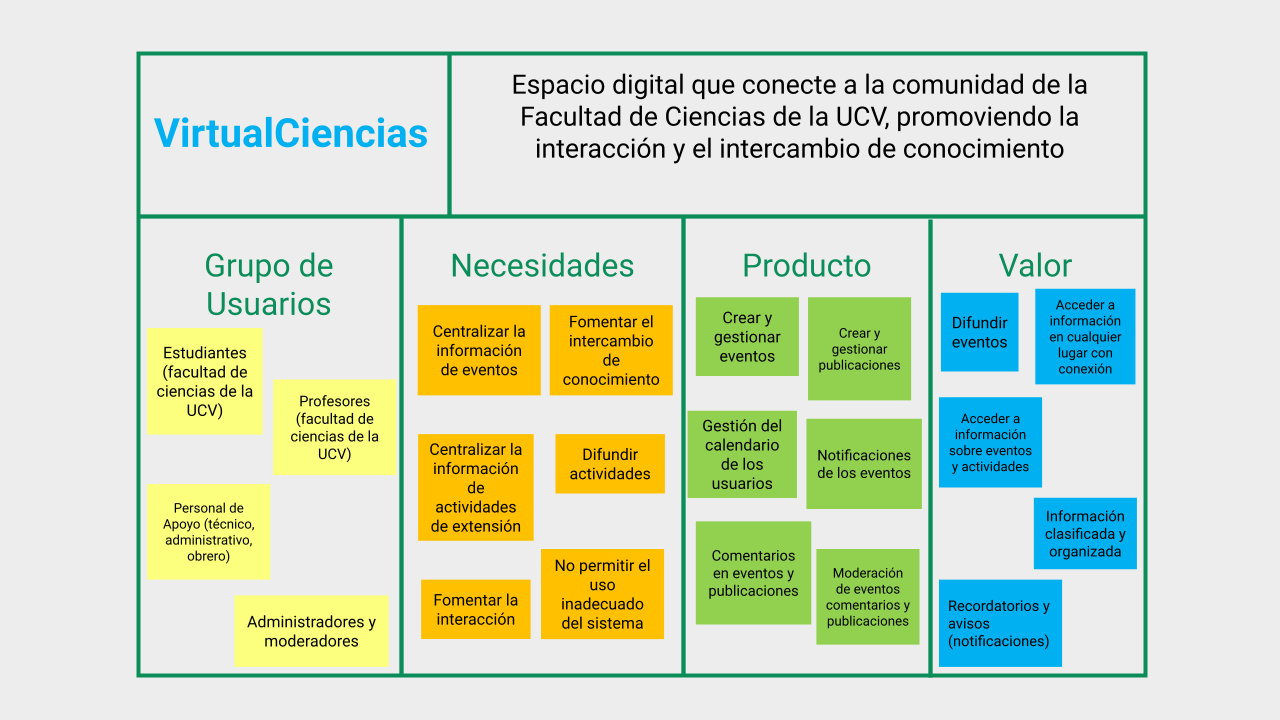 VirtualCiencias
Espacio digital que conecte a la comunidad de la
Facultad de Ciencias de la UCV, promoviendo la
interacción y el intercambio de conocimiento
Grupo de
Usuarios
Estudiantes
(facultad de
ciencias de la
UCV)
Profesores
(facultad de
ciencias de la
UCV)
Personal de
Apoyo (técnico,
administrativo,
obrero)
Administradores y
moderadores
Necesidades
Centralizar la
información
de eventos
Fomentar el
intercambio
de
conocimiento
Centralizar la
información
de
actividades
de extensión
Difundir
actividades
Fomentar la
interacción
No permitir el
uso
inadecuado
del sistema
Producto
Crear y
gestionar
eventos
Crear y
gestionar
publicaciones
Gestión del
calendario
de los
usuarios
Notificaciones
de los eventos
Comentarios
en eventos y
publicaciones
Moderación
de eventos
comentarios y
publicaciones
Valor
Difundir
eventos
Acceder a
información
en cualquier
lugar con
conexión
Acceder a
información
sobre eventos
y actividades
Información
clasificada y
organizada
Recordatorios y
avisos
(notificaciones)